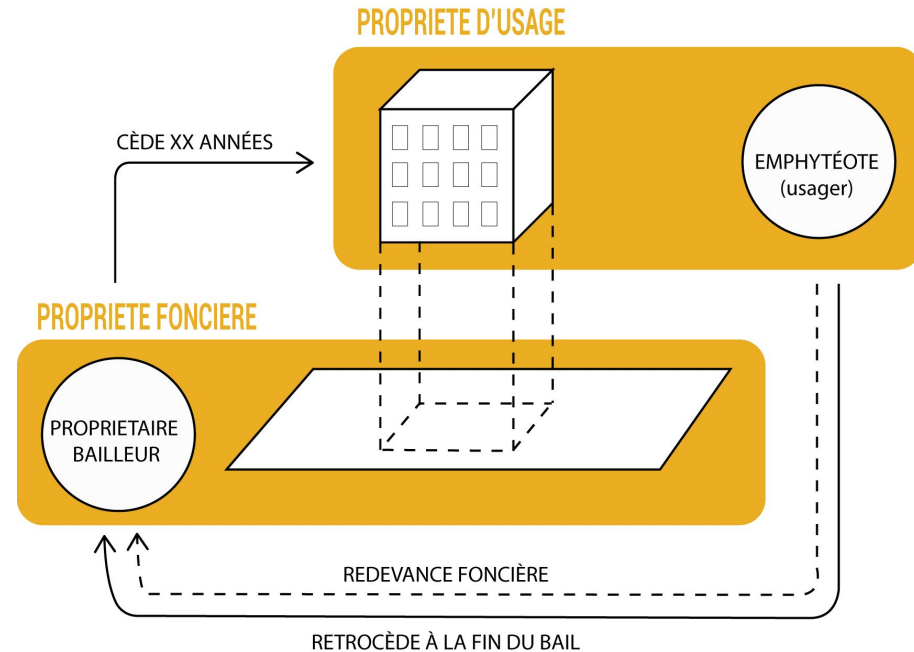 PROPRIETE D'USAGE
CÈDE XX ANNÉES
EMPHYTÉOTE
(usager)
PROPRIETE FONCIERE
PROPRIETAIRE
BAILLEUR
REDEVANCE FONCIÈRE
RETROCÈDE À LA FIN DU BAIL